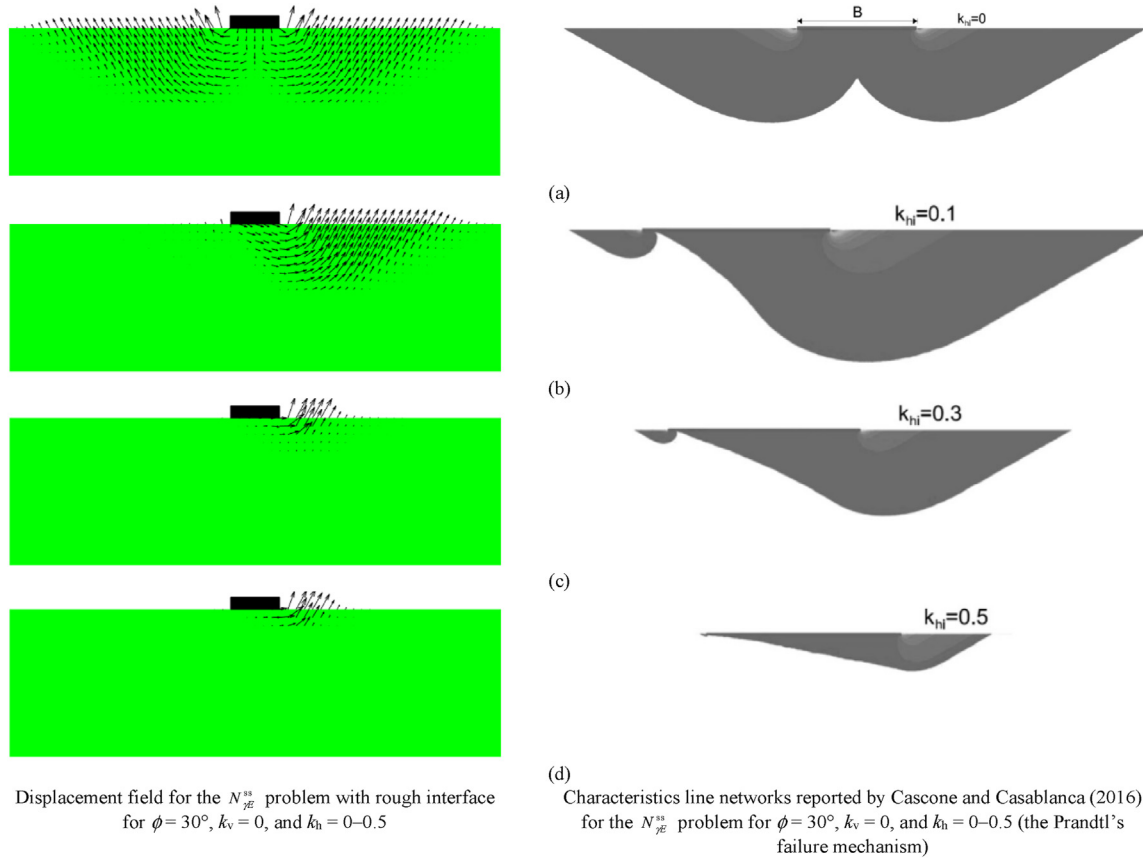 B
k_hi=0
(a)
k_hi=0.1
(b)
k_hi=0.3
(c)
k_hi=0.5
(d)
Displacement field for the N_γE^ss problem with rough interface
for ϕ = 30°, k_v = 0, and k_h = 0–0.5
Characteristics line networks reported by Cascone and Casablanca (2016)
for the N_γE^ss problem for ϕ = 30°, k_v = 0, and k_h = 0–0.5 (the Prandtl’s
failure mechanism)